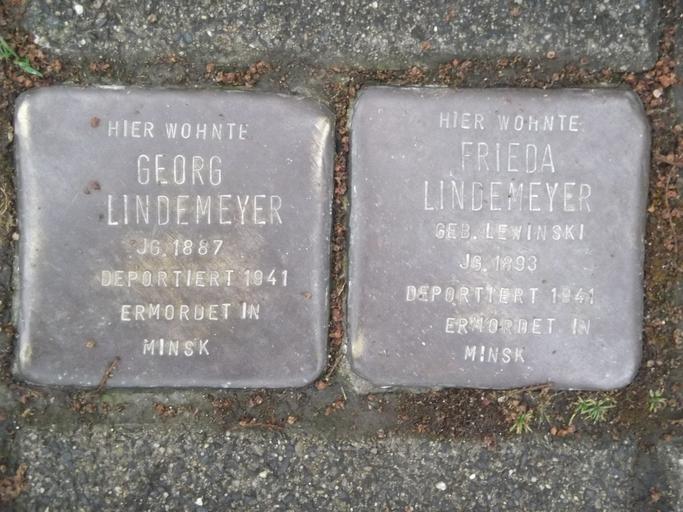 HIER WOHNTE
GEORG
LINDEMEYER
JG. 1887
DEPORTIERT 1941
ERMORDET IN
MINSK
HIER WOHNTE
FRIEDA
LINDEMEYER
GEB. LEWINSKI
JG. 1893
DEPORTIERT 1941
ERMORDET IN
MINSK